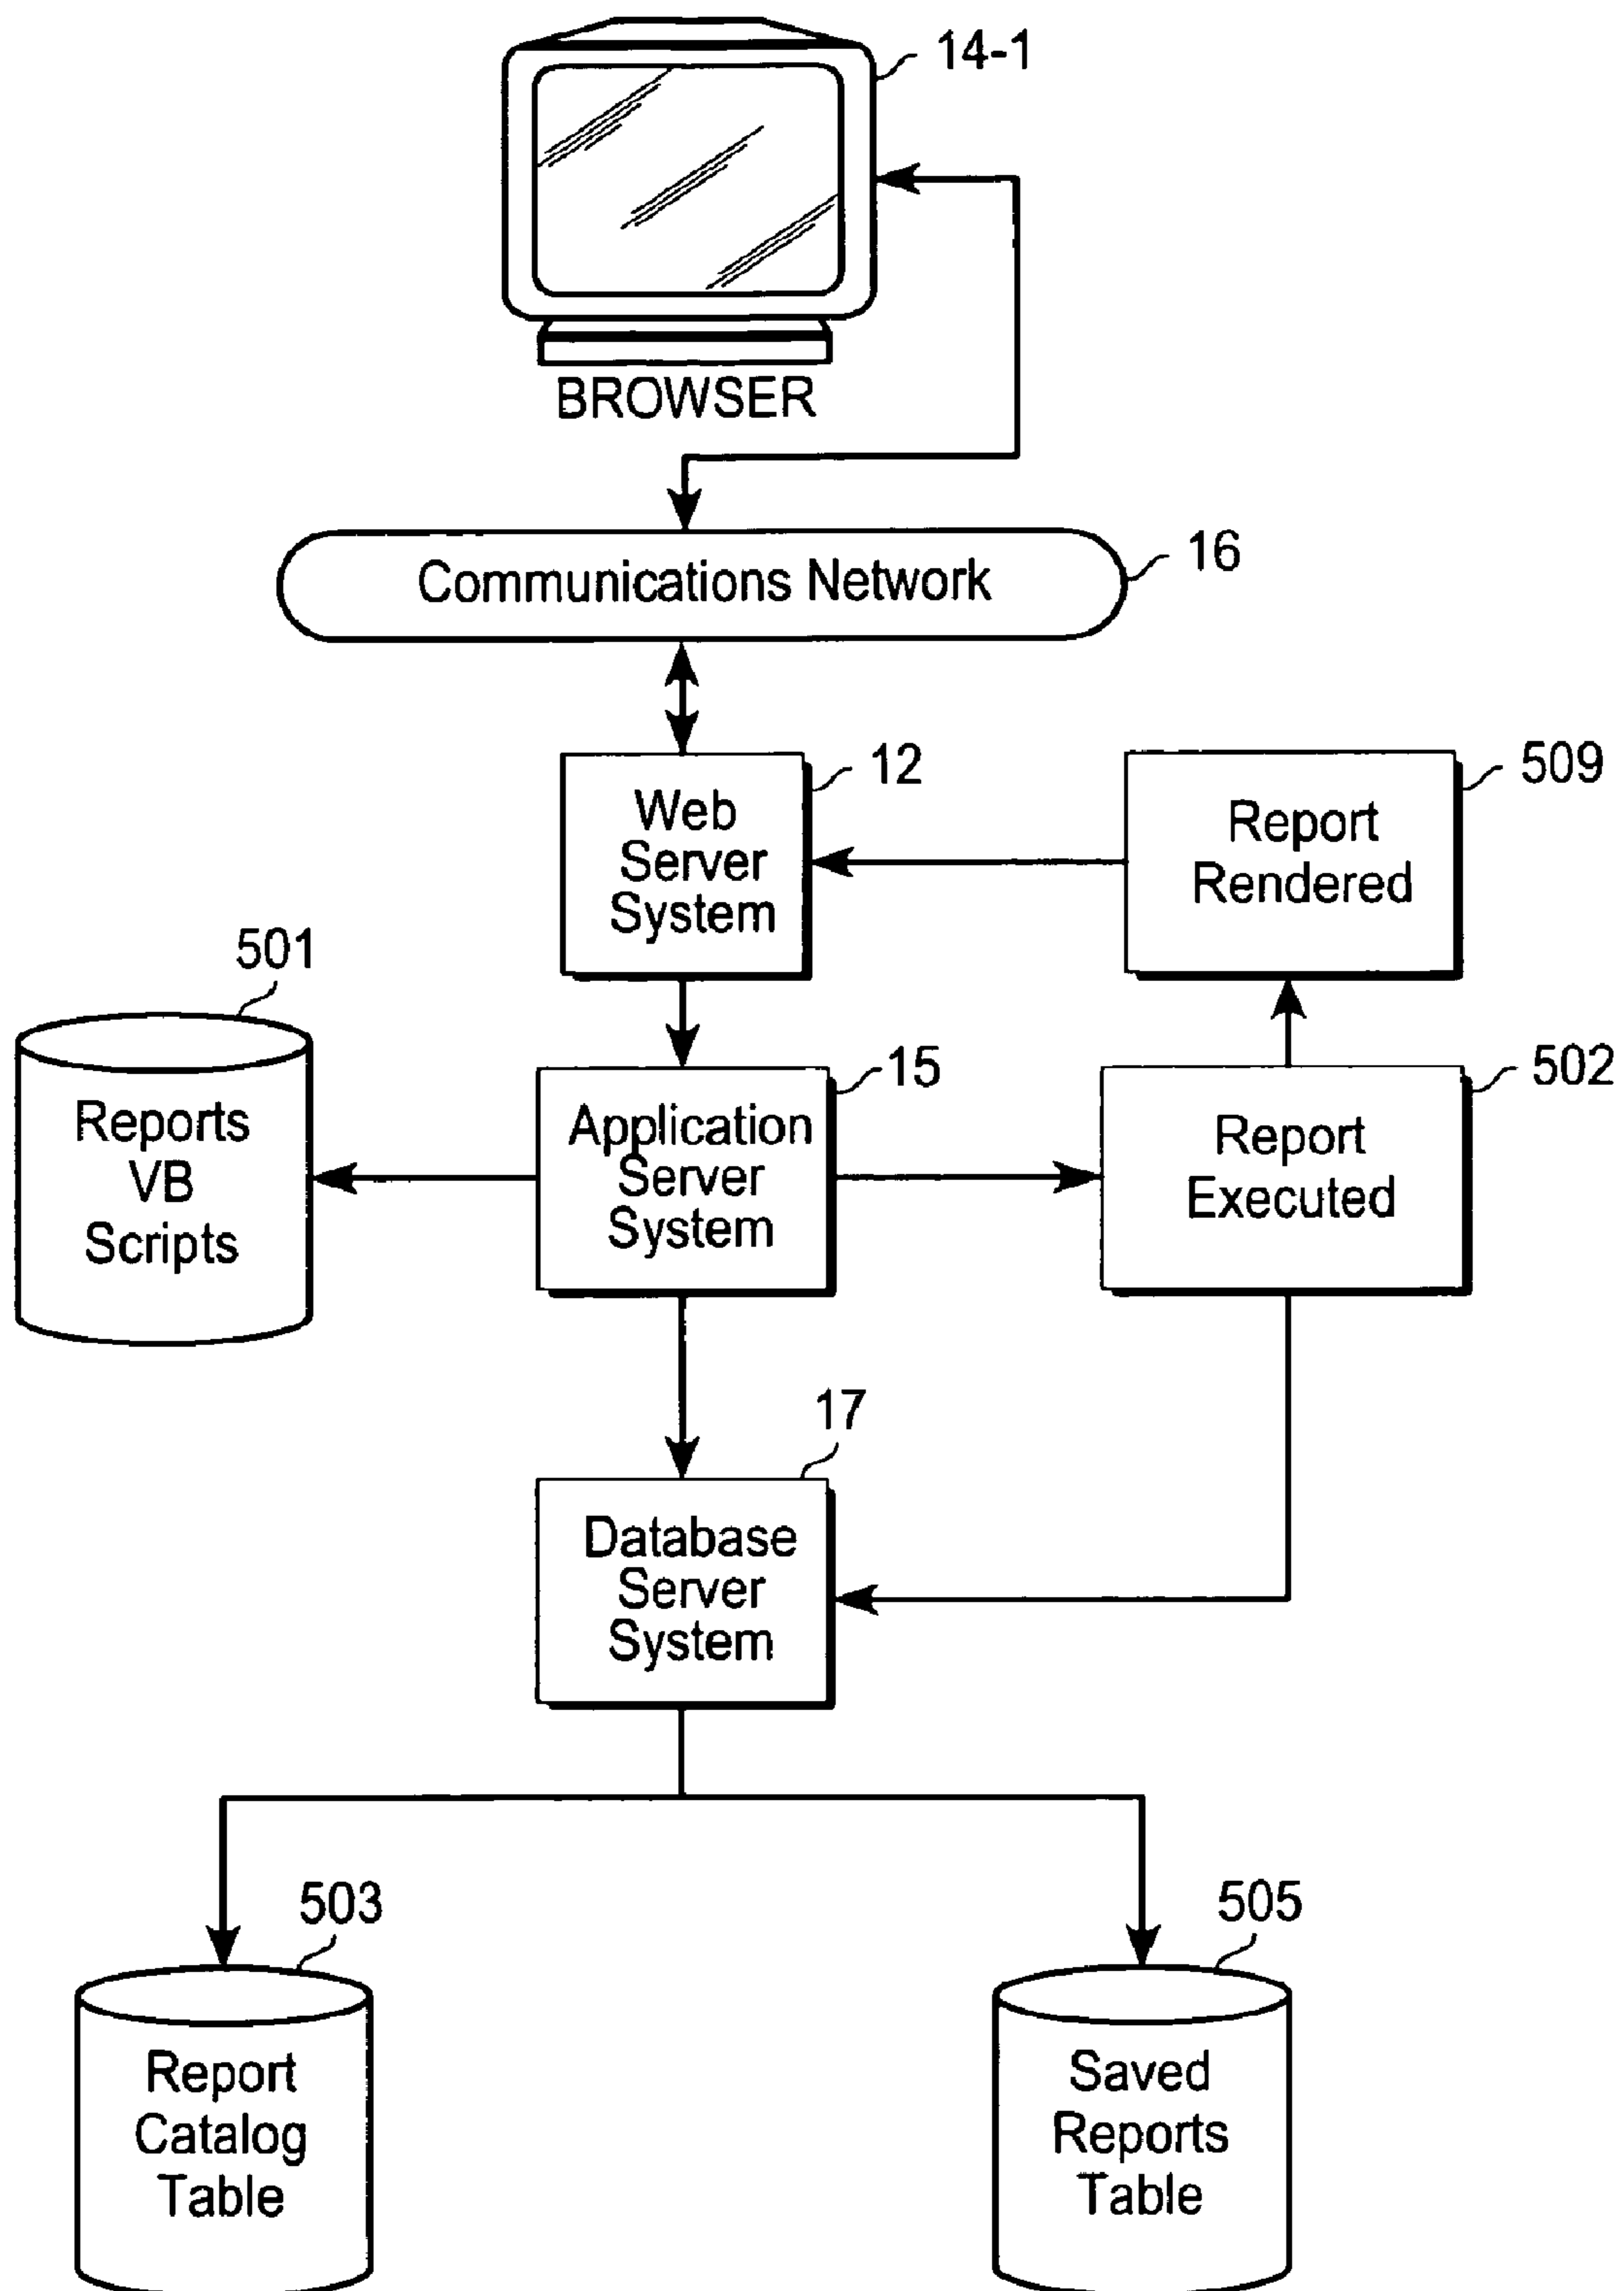 14-1
BROWSER
Communications Network
16
12
Web
Server
System
509
Report
Rendered
501
Reports
VB
Scripts
15
Application
Server
System
502
Report
Executed
17
Database
Server
System
503
Report
Catalog
Table
505
Saved
Reports
Table